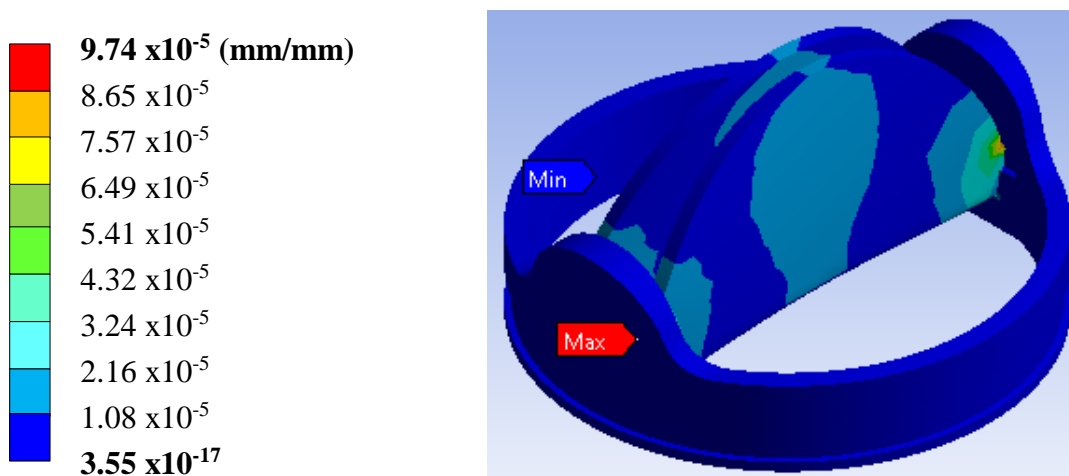 9.74 x10⁻⁵ (mm/mm)
8.65 x10⁻⁵
7.57 x10⁻⁵
6.49 x10⁻⁵
5.41 x10⁻⁵
4.32 x10⁻⁵
3.24 x10⁻⁵
2.16 x10⁻⁵
1.08 x10⁻⁵
3.55 x10⁻¹⁷
Min
Max